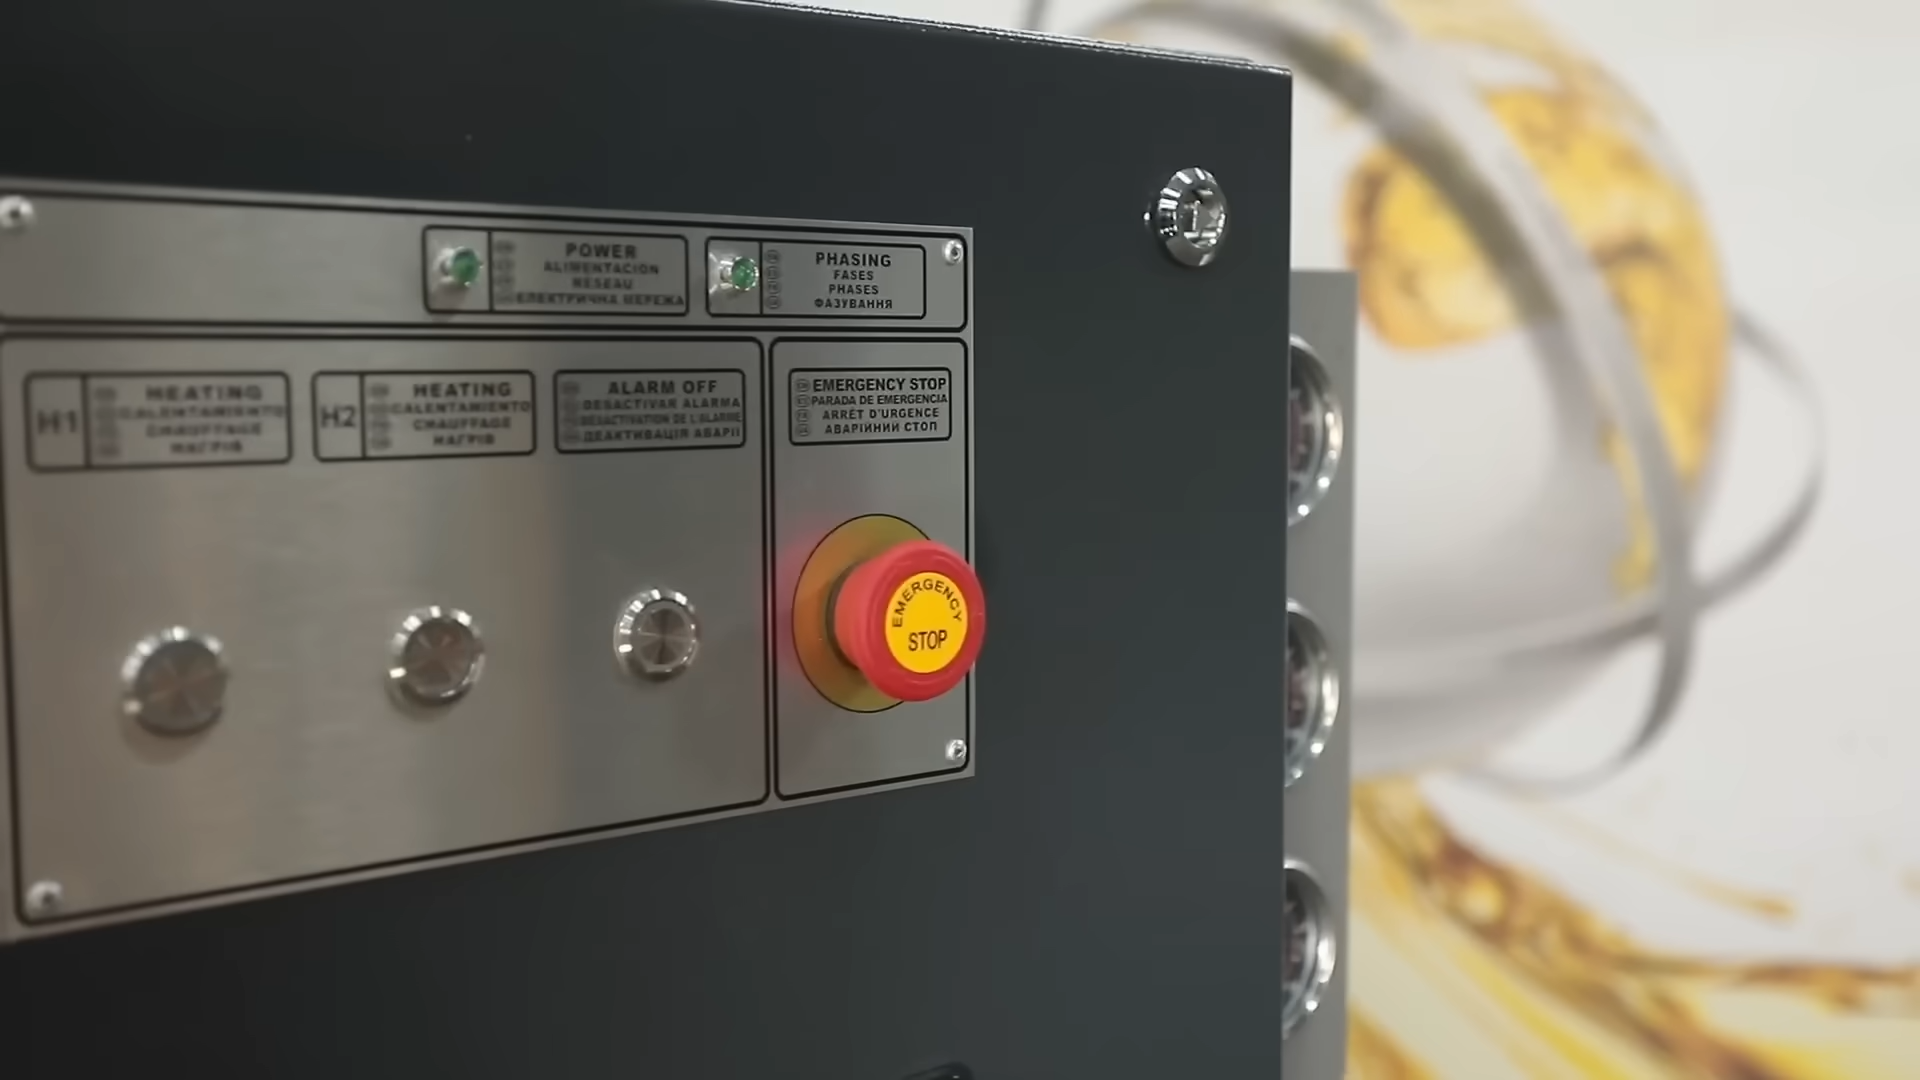 POWER
ALIMENTACION
RESEAU
ЕЛЕКТРИЧНА МЕРЕЖА
PHASING
FASES
PHASES
ФАЗУВАННЯ
H1
HEATING
CALENTAMIENTO
CHAUFFAGE
НАГРІВ
H2
HEATING
CALENTAMIENTO
CHAUFFAGE
НАГРІВ
ALARM OFF
DESACTIVAR ALARMA
DESACTIVATION DE L'ALARME
ДЕАКТИВАЦІЯ АВАРІЇ
EMERGENCY STOP
PARADA DE EMERGENCIA
ARRÊT D'URGENCE
АВАРІЙНИЙ СТОП
EMERGENCY
STOP